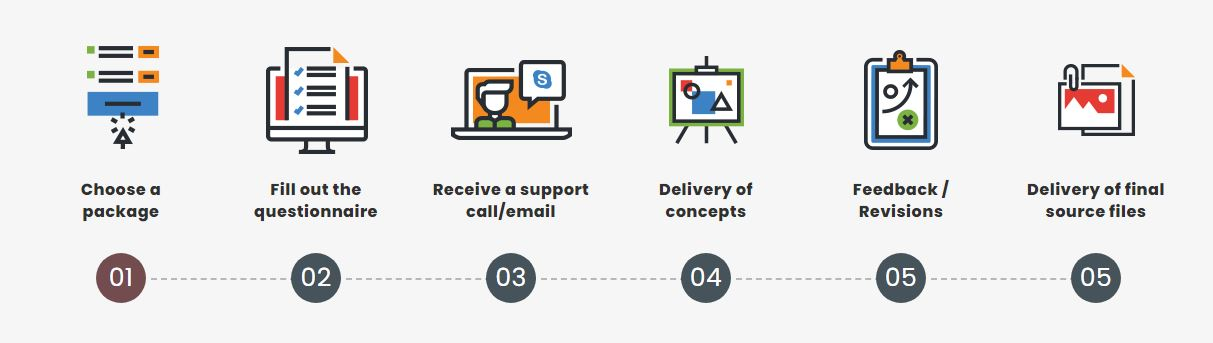 S
Choose a
package
Fill out the
questionnaire
Receive a support
call/email
Delivery of
concepts
Feedback /
Revisions
Delivery of final
source files
01
02
03
04
05
05